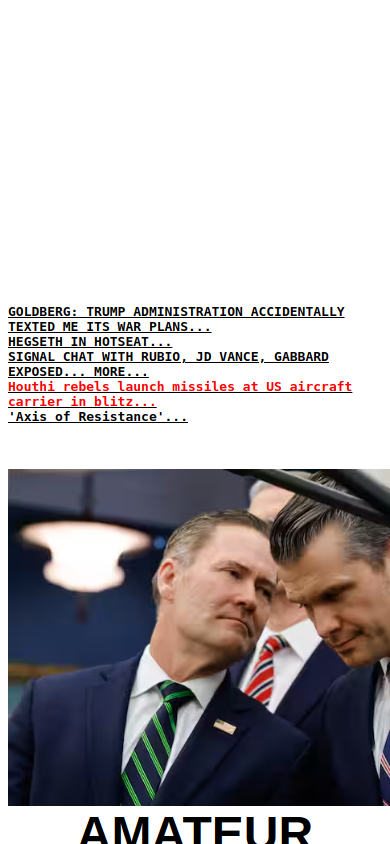 GOLDBERG: TRUMP ADMINISTRATION ACCIDENTALLY
TEXTED ME ITS WAR PLANS...
HEGSETH IN HOTSEAT...
SIGNAL CHAT WITH RUBIO, JD VANCE, GABBARD
EXPOSED... MORE...
Houthi rebels launch missiles at US aircraft
carrier in blitz...
'Axis of Resistance'...
AMATEUR